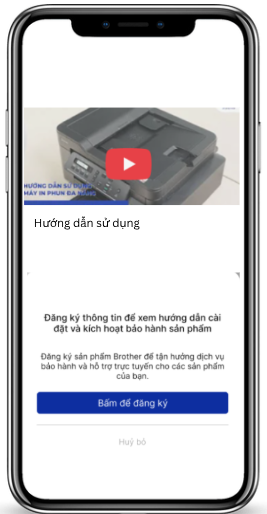 HƯỚNG DẪN SỬ DỤNG
MÁY IN PHUN ĐA NĂNG
Hướng dẫn sử dụng
Đăng ký thông tin để xem hướng dẫn cài
đặt và kích hoạt bảo hành sản phẩm
Đăng ký sản phẩm Brother để tận hưởng dịch vụ
bảo hành và hỗ trợ trực tuyến cho các sản phẩm
của bạn.
Bấm để đăng ký
Huỷ bỏ